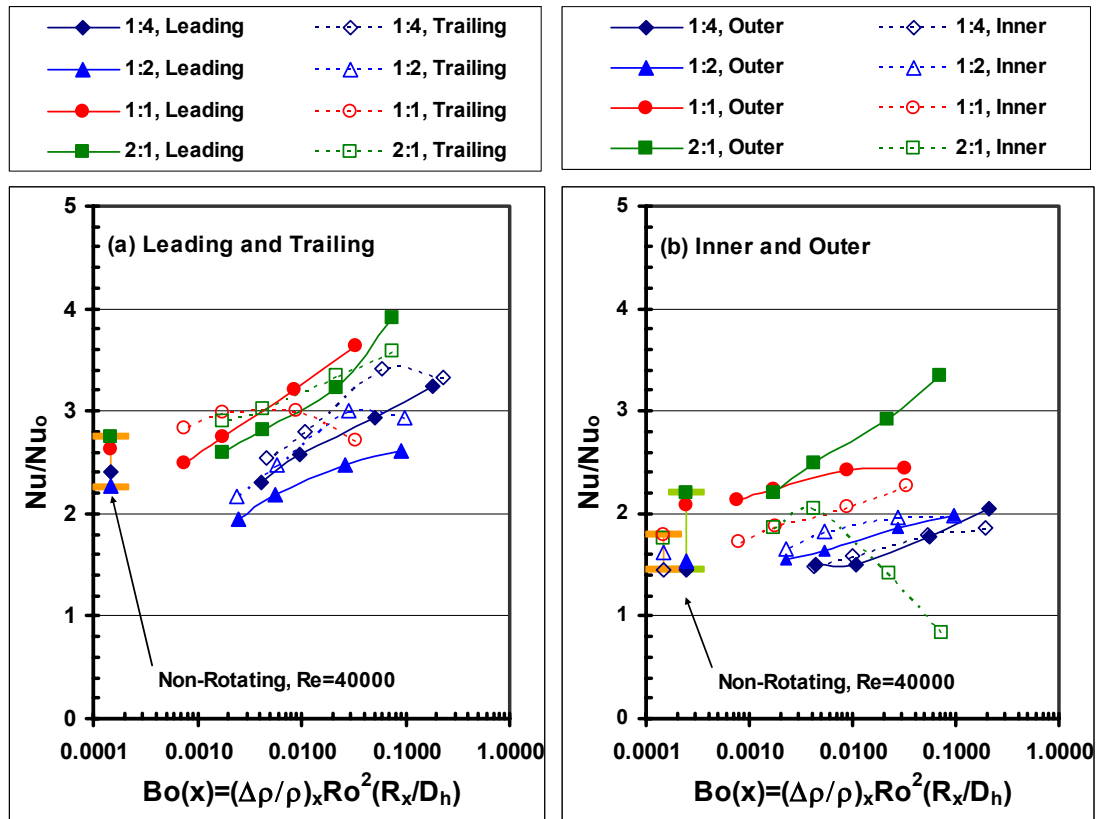 1:4, Leading 1:4, Trailing
1:2, Leading 1:2, Trailing
1:1, Leading 1:1, Trailing
2:1, Leading 2:1, Trailing
1:4, Outer 1:4, Inner
1:2, Outer 1:2, Inner
1:1, Outer 1:1, Inner
2:1, Outer 2:1, Inner
(a) Leading and Trailing
Nu/Nuₒ
5
4
3
2
1
0
Non-Rotating, Re=40000
0.0001 0.0010 0.0100 0.1000 1.0000
Bo(x)=(Δρ/ρ)ₓRo²(Rₓ/Dₕ)
(b) Inner and Outer
Nu/Nuₒ
5
4
3
2
1
0
Non-Rotating, Re=40000
0.0001 0.0010 0.0100 0.1000 1.0000
Bo(x)=(Δρ/ρ)ₓRo²(Rₓ/Dₕ)